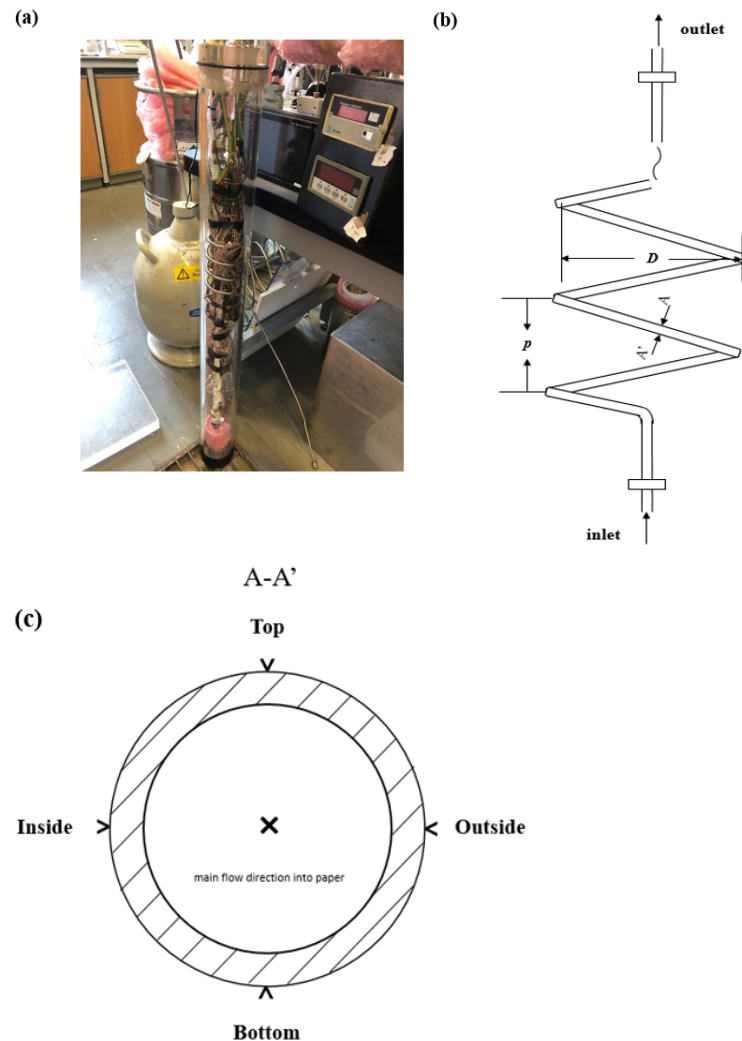 (a)
(b)
outlet
D
A
A'
p
inlet
A-A’
(c)
Top
Inside
Outside
main flow direction into paper
Bottom